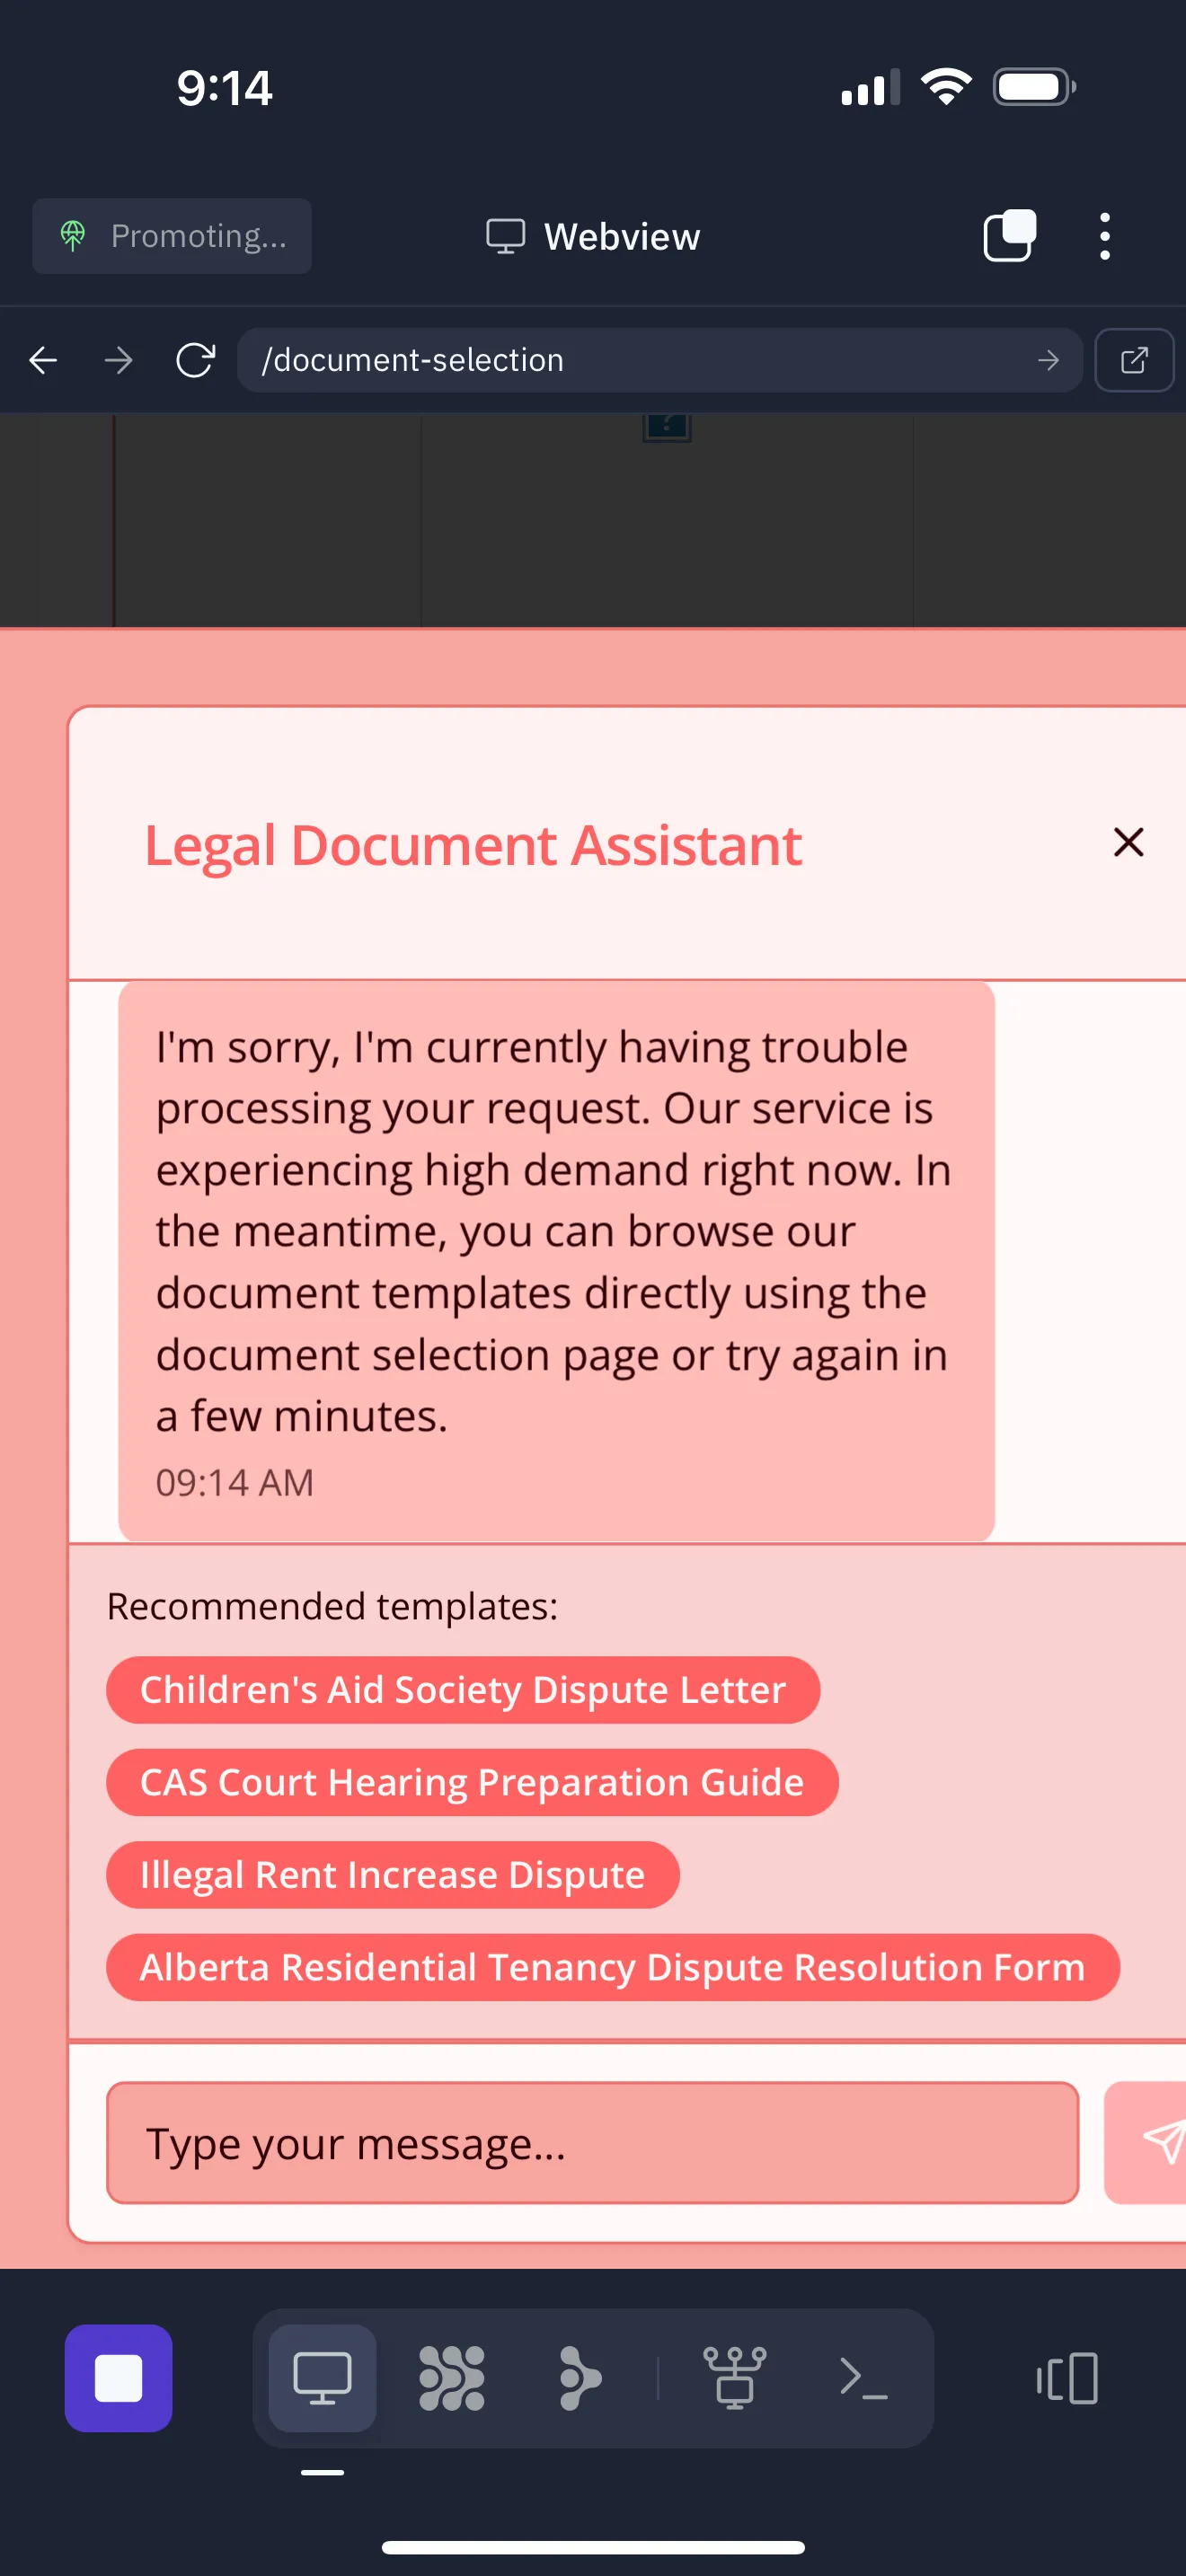 9:14
Promoting...
Webview
/document-selection
?
Legal Document Assistant
I'm sorry, I'm currently having trouble
processing your request. Our service is
experiencing high demand right now. In
the meantime, you can browse our
document templates directly using the
document selection page or try again in
a few minutes.
09:14 AM
Recommended templates:
Children's Aid Society Dispute Letter
CAS Court Hearing Preparation Guide
Illegal Rent Increase Dispute
Alberta Residential Tenancy Dispute Resolution Form
Type your message...